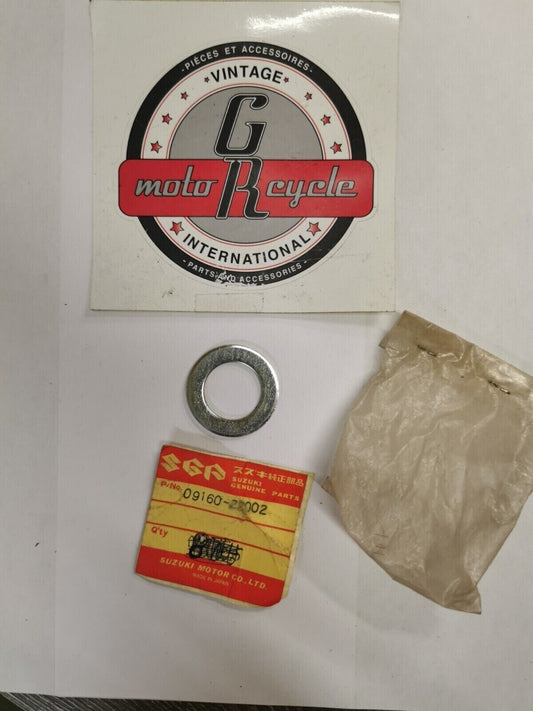 - PIÈCES ET ACCESSOIRES -
VINTAGE
GR
moto cycle
INTERNATIONAL
- PARTS AND ACCESSORIES -
SGP スズキ純正部品
SUZUKI
GENUINE PARTS
P/No. 09160-22002
Q'ty
SUZUKI MOTOR CO., LTD.
MADE IN JAPAN